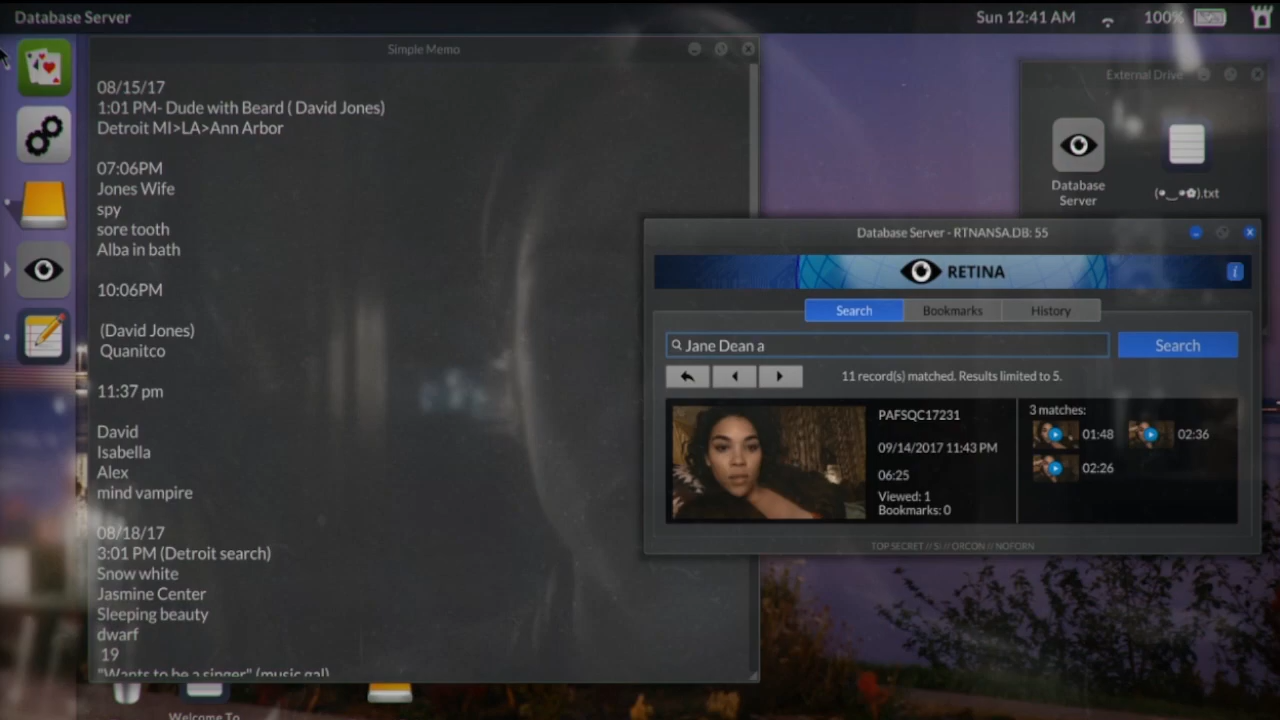 Database Server
Sun 12:41 AM
100%
Simple Memo
08/15/17
1:01 PM- Dude with Beard ( David Jones)
Detroit MI>LA>Ann Arbor
07:06PM
Jones Wife
spy
sore tooth
Alba in bath
10:06PM
(David Jones)
Quanitco
11:37 pm
David
Isabella
Alex
mind vampire
08/18/17
3:01 PM (Detroit search)
Snow white
Jasmine Center
Sleeping beauty
dwarf
19
"Wants to be a singer" (music gal)
External Drive
Database
Server
(◕‿◕✿).txt
Database Server - RTNANSA.DB: 55
RETINA
i
Search
Bookmarks
History
Jane Dean a
Search
11 record(s) matched. Results limited to 5.
PAFSQC17231
09/14/2017 11:43 PM
06:25
Viewed: 1
Bookmarks: 0
3 matches:
01:48
02:36
02:26
TOP SECRET // SI // ORCON // NOFORN
Welcome To